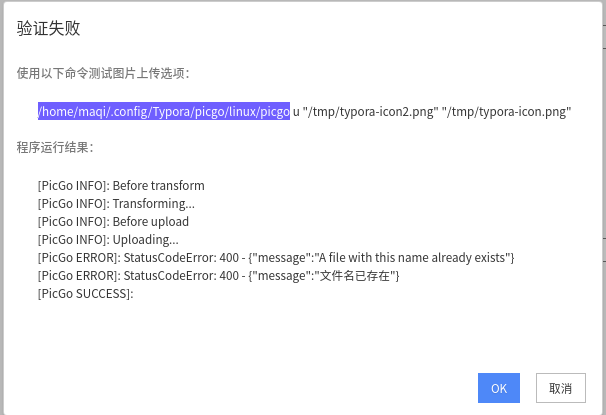 验证失败
使用以下命令测试图片上传选项：
/home/maqi/.config/Typora/picgo/linux/picgo u "/tmp/typora-icon2.png" "/tmp/typora-icon.png"
程序运行结果：
[PicGo INFO]: Before transform
[PicGo INFO]: Transforming...
[PicGo INFO]: Before upload
[PicGo INFO]: Uploading...
[PicGo ERROR]: StatusCodeError: 400 - {"message":"A file with this name already exists"}
[PicGo ERROR]: StatusCodeError: 400 - {"message":"文件名已存在"}
[PicGo SUCCESS]:
OK 取消